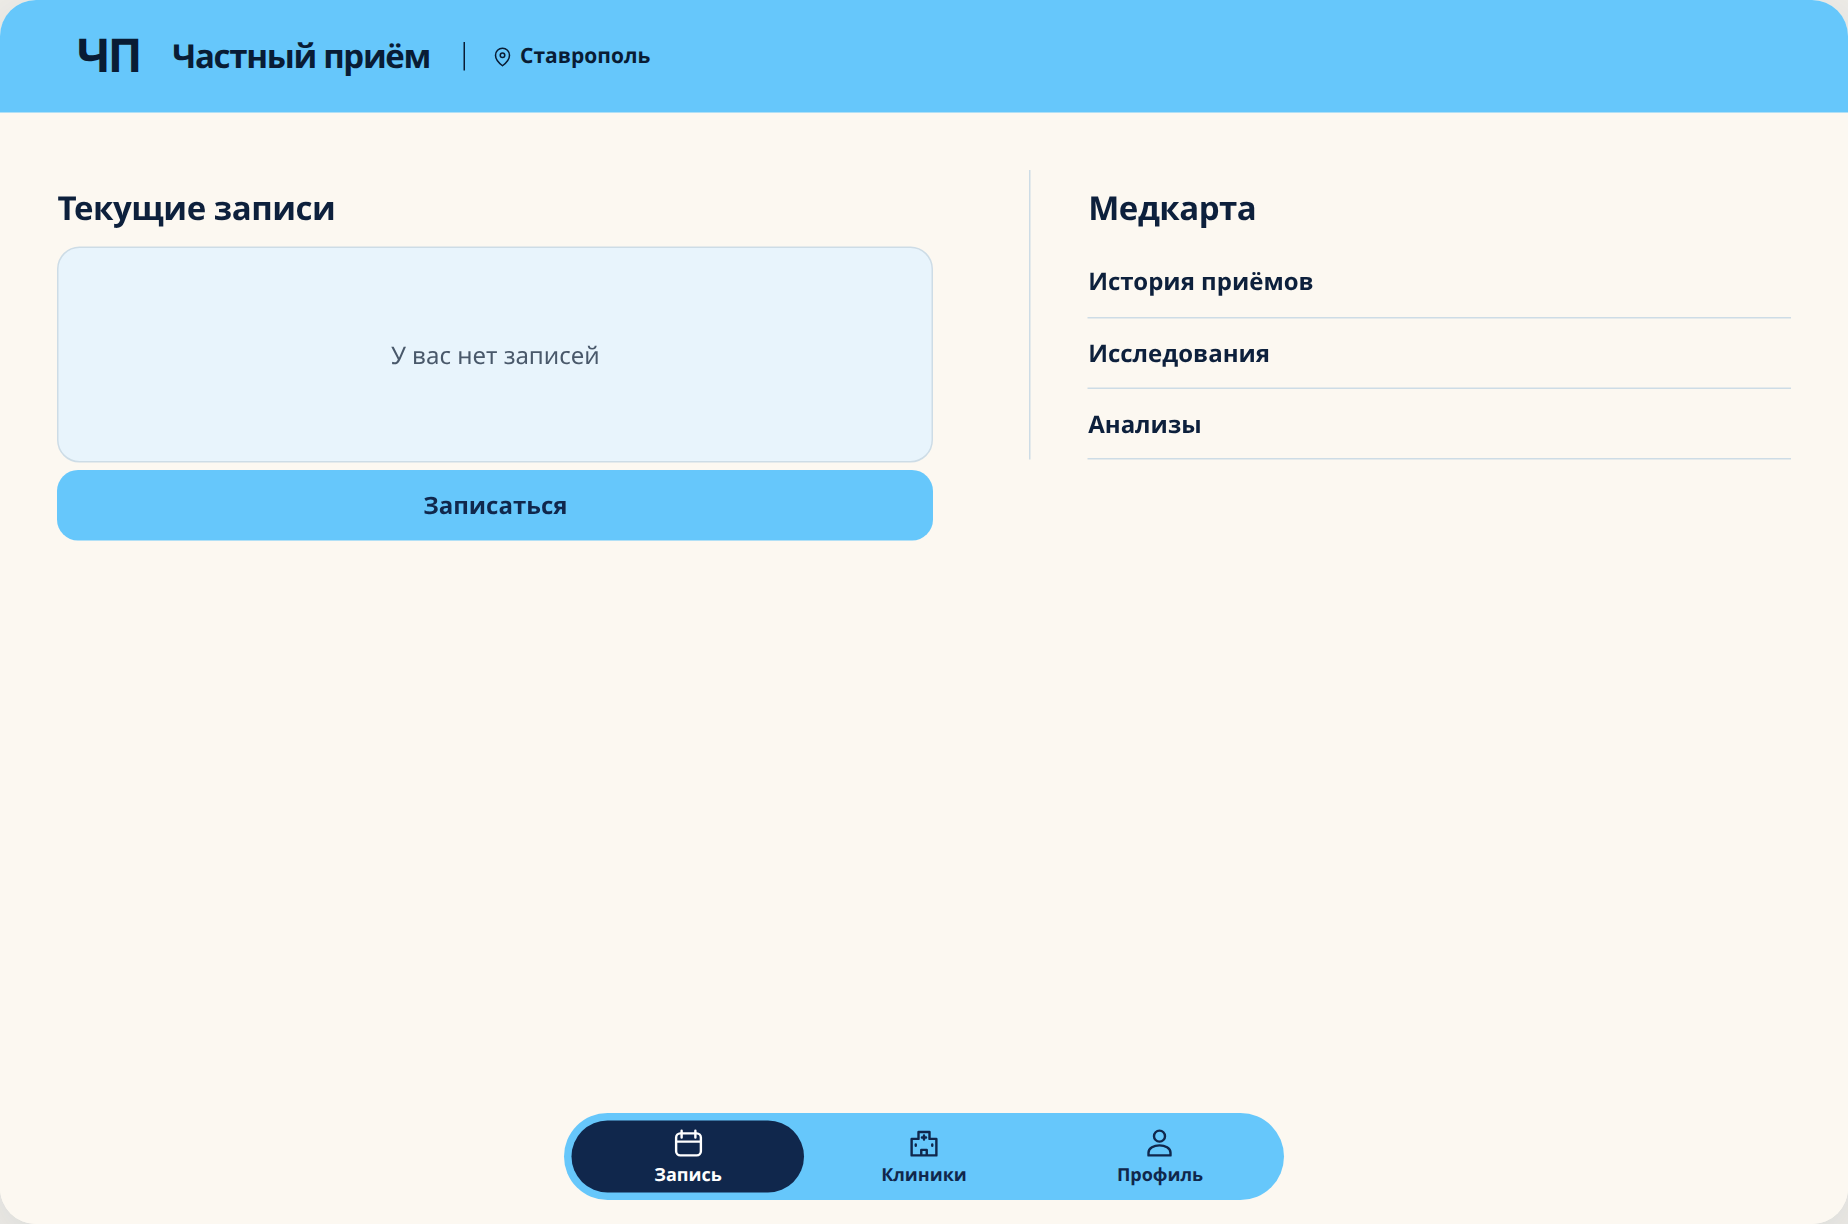 ЧП Частный приём Ставрополь
Текущие записи
У вас нет записей
Записаться
Медкарта
История приёмов
Исследования
Анализы
Запись Клиники Профиль